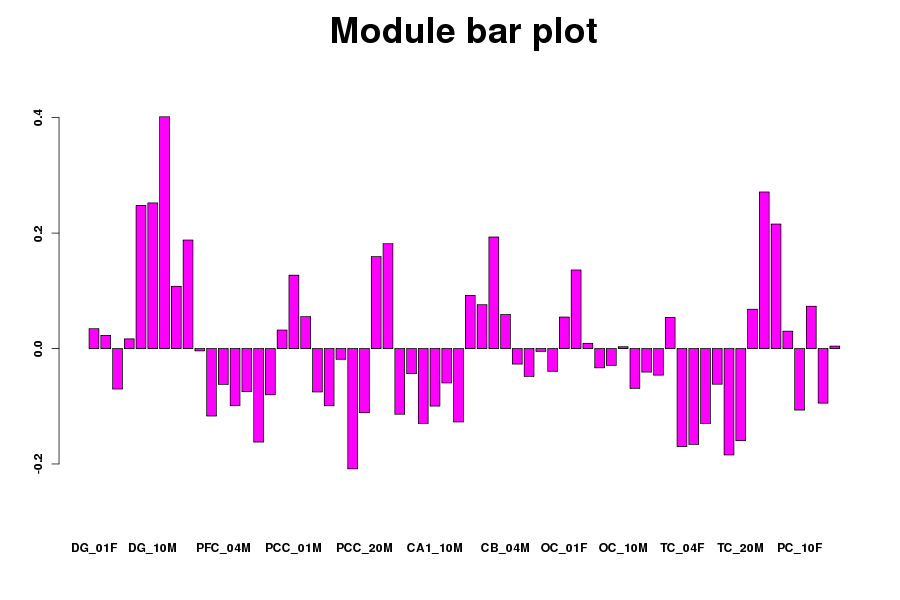 Module bar plot
0.4
0.2
0.0
-0.2
DG_01F DG_10M PFC_04M PCC_01M PCC_20M CA1_10M CB_04M OC_01F OC_10M TC_04F TC_20M PC_10F